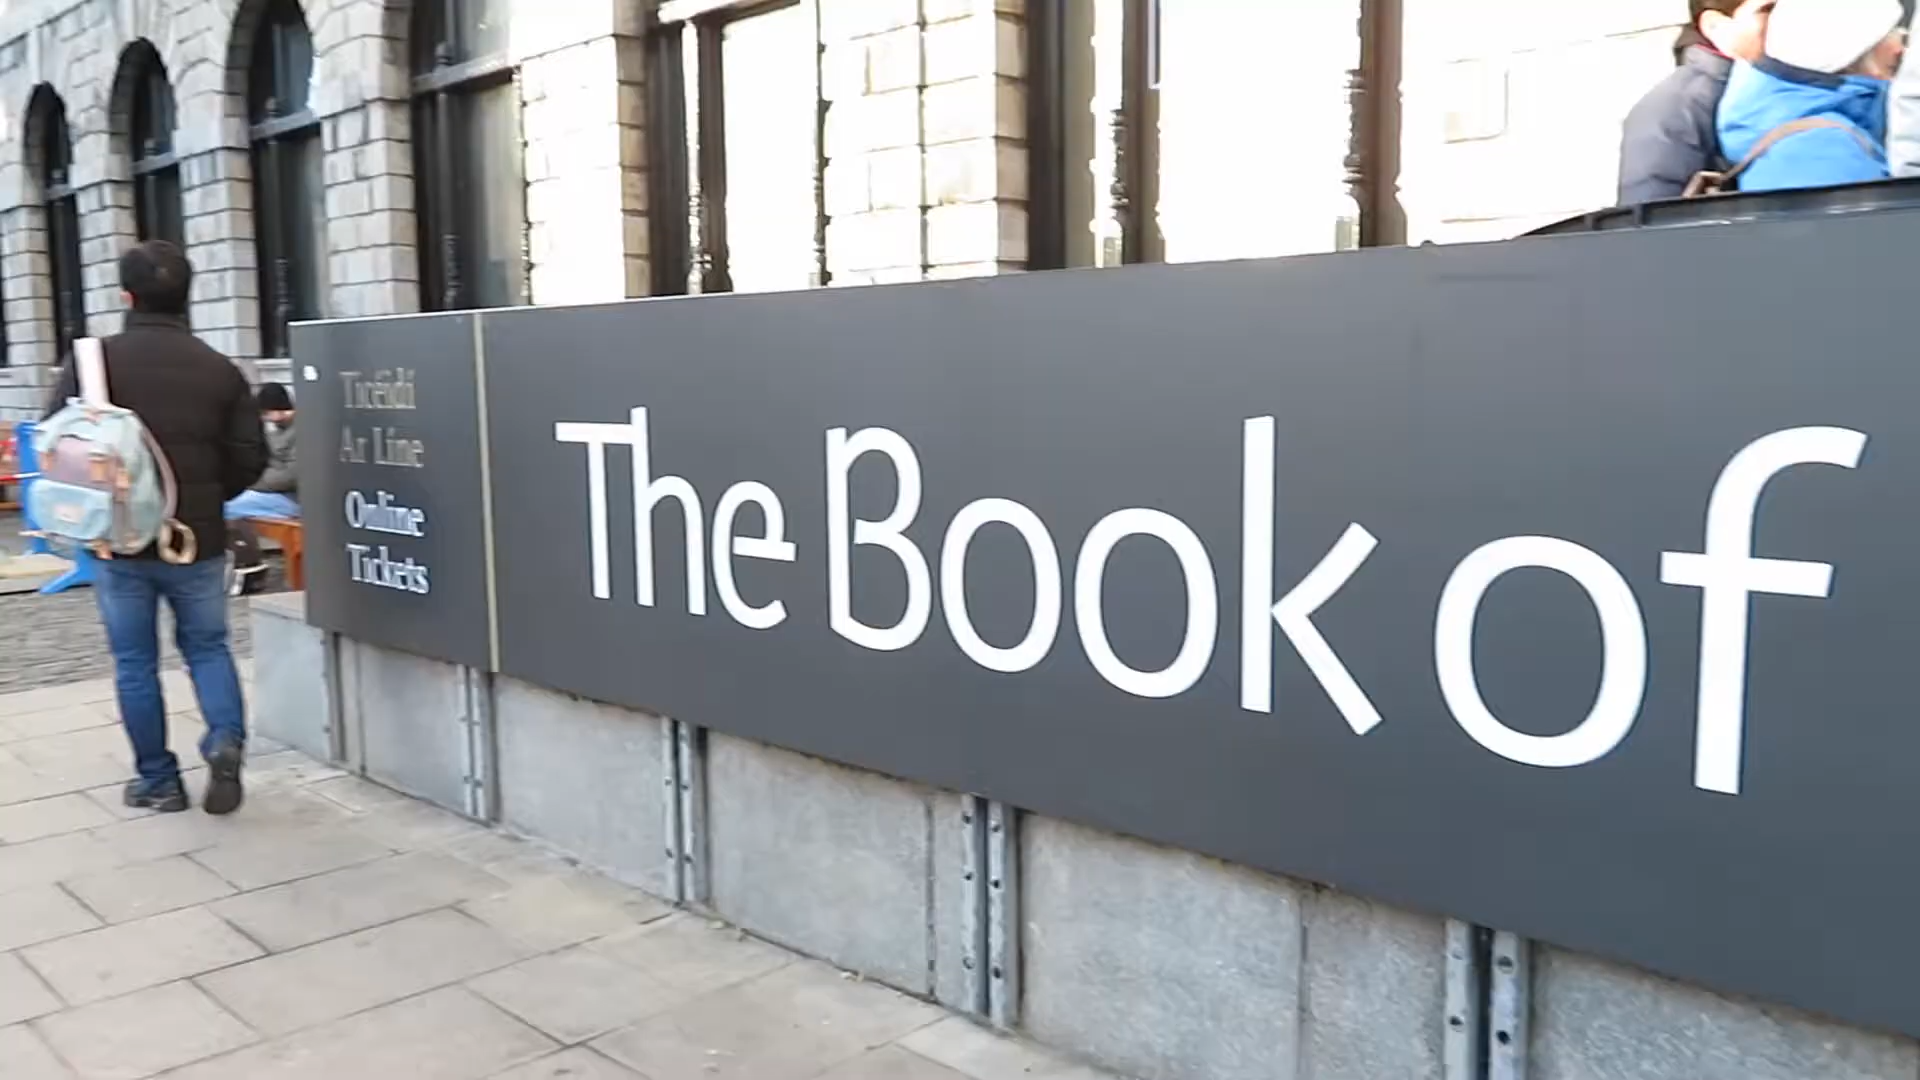 Ticéidí
Ar Líne
Online
Tickets
The Book of